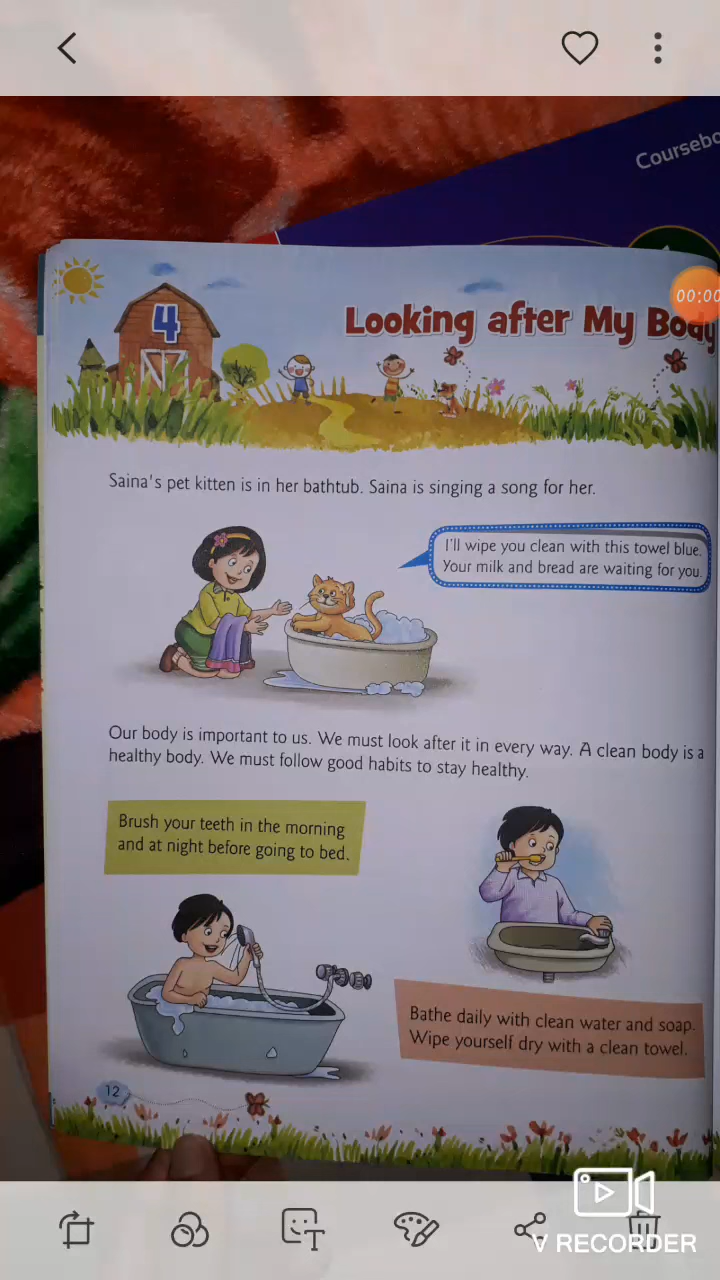 Coursebo
00:00
4
Looking after My Body
Saina's pet kitten is in her bathtub. Saina is singing a song for her.
I'll wipe you clean with this towel blue.
Your milk and bread are waiting for you.
Our body is important to us. We must look after it in every way. A clean body is a
healthy body. We must follow good habits to stay healthy.
Brush your teeth in the morning
and at night before going to bed.
Bathe daily with clean water and soap.
Wipe yourself dry with a clean towel.
12
T
V RECORDER